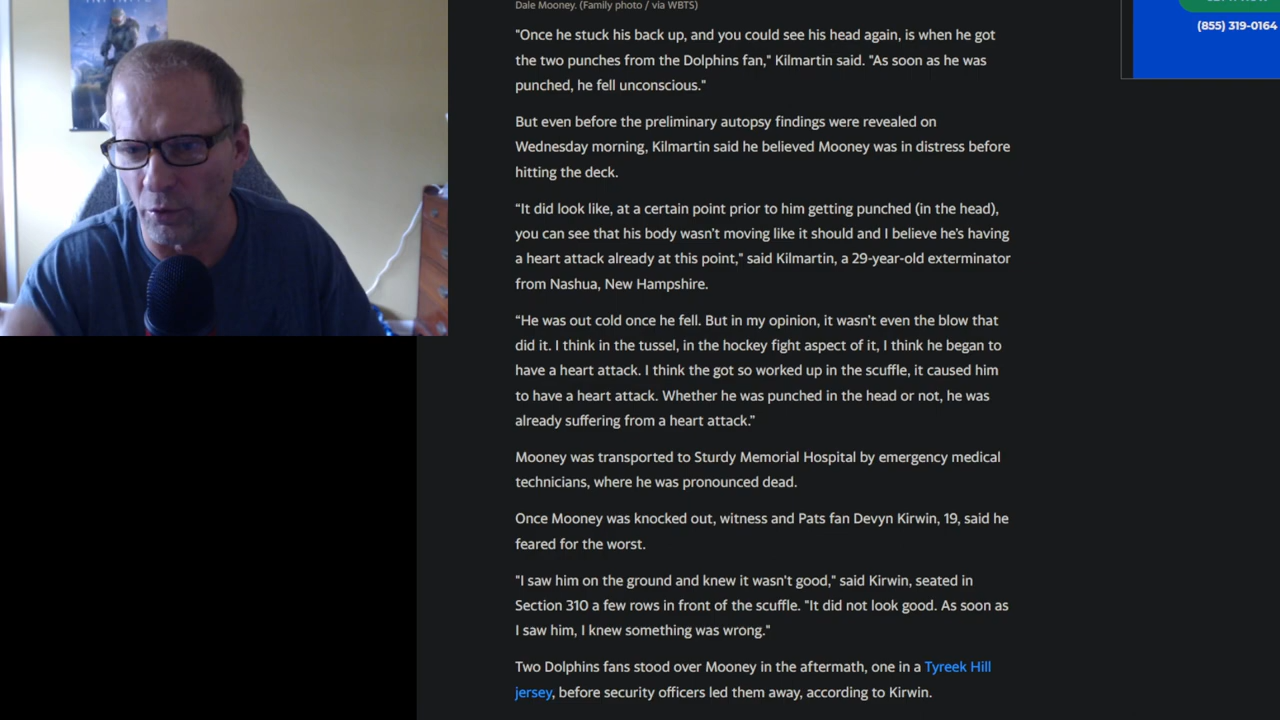 Dale Mooney. (Family photo / via WBTS)
(855) 319-0164
"Once he stuck his back up, and you could see his head again, is when he got
the two punches from the Dolphins fan," Kilmartin said. "As soon as he was
punched, he fell unconscious."
But even before the preliminary autopsy findings were revealed on
Wednesday morning, Kilmartin said he believed Mooney was in distress before
hitting the deck.
“It did look like, at a certain point prior to him getting punched (in the head),
you can see that his body wasn’t moving like it should and I believe he’s having
a heart attack already at this point,” said Kilmartin, a 29-year-old exterminator
from Nashua, New Hampshire.
“He was out cold once he fell. But in my opinion, it wasn’t even the blow that
did it. I think in the tussel, in the hockey fight aspect of it, I think he began to
have a heart attack. I think the got so worked up in the scuffle, it caused him
to have a heart attack. Whether he was punched in the head or not, he was
already suffering from a heart attack.”
Mooney was transported to Sturdy Memorial Hospital by emergency medical
technicians, where he was pronounced dead.
Once Mooney was knocked out, witness and Pats fan Devyn Kirwin, 19, said he
feared for the worst.
"I saw him on the ground and knew it wasn't good," said Kirwin, seated in
Section 310 a few rows in front of the scuffle. "It did not look good. As soon as
I saw him, I knew something was wrong."
Two Dolphins fans stood over Mooney in the aftermath, one in a Tyreek Hill
jersey, before security officers led them away, according to Kirwin.